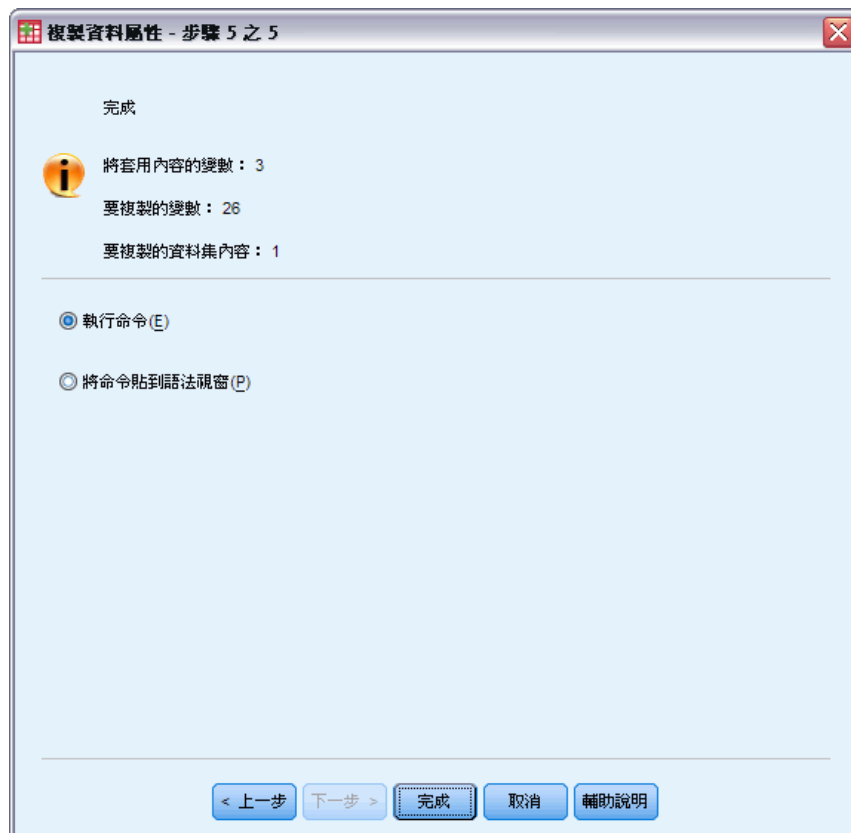 複製資料屬性 - 步驟 5 之 5
完成
將套用內容的變數： 3
要複製的變數： 26
要複製的資料集內容： 1
執行命令(E)
將命令貼到語法視窗(P)
< 上一步 下一步 > 完成 取消 輔助說明